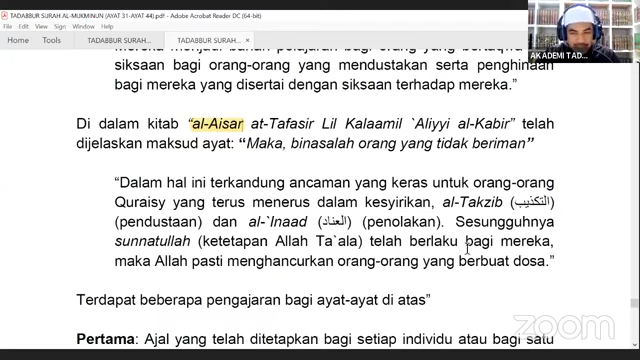 TADABBUR SURAH AL-MUKMINUN (AYAT 31-AYAT 44).pdf - Adobe Acrobat Reader DC (64-bit)
File Edit View Sign Window Help
Home Tools TADABBUR SURAH... TADABBUR SURAH... ×
siksaan bagi orang-orang yang mendustakan serta penghinaan
bagi mereka yang disertai dengan siksaan terhadap mereka.”
Di dalam kitab “al-Aisar at-Tafasir Lil Kalaamil `Aliyyi al-Kabir” telah
dijelaskan maksud ayat: “Maka, binasalah orang yang tidak beriman”
“Dalam hal ini terkandung ancaman yang keras untuk orang-orang
Quraisy yang terus menerus dalam kesyirikan, al-Takzib (التكذيب)
(pendustaan) dan al-`Inaad (العناد) (penolakan). Sesungguhnya
sunnatullah (ketetapan Allah Ta`ala) telah berlaku bagi mereka,
maka Allah pasti menghancurkan orang-orang yang berbuat dosa.”
Terdapat beberapa pengajaran bagi ayat-ayat di atas”
Pertama: Ajal yang telah ditetapkan bagi setiap individu atau bagi satu
AKADEMI TAD...
zoom